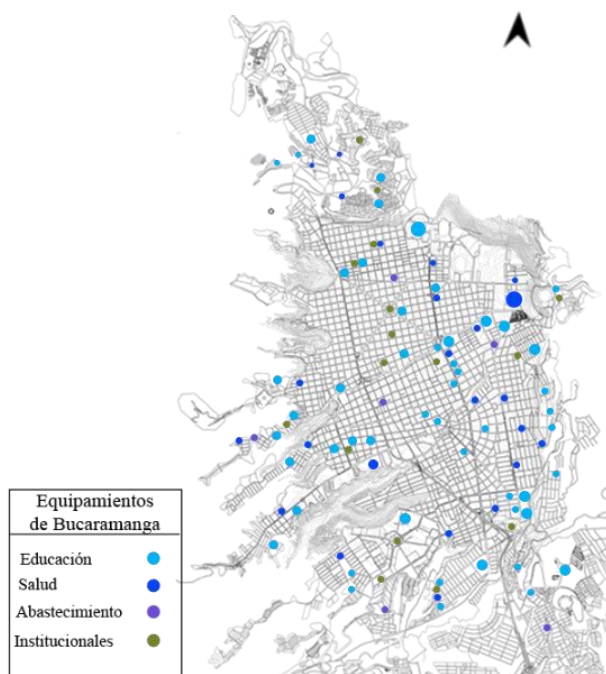 Equipamientos
de Bucaramanga
Educación
Salud
Abastecimiento
Institucionales